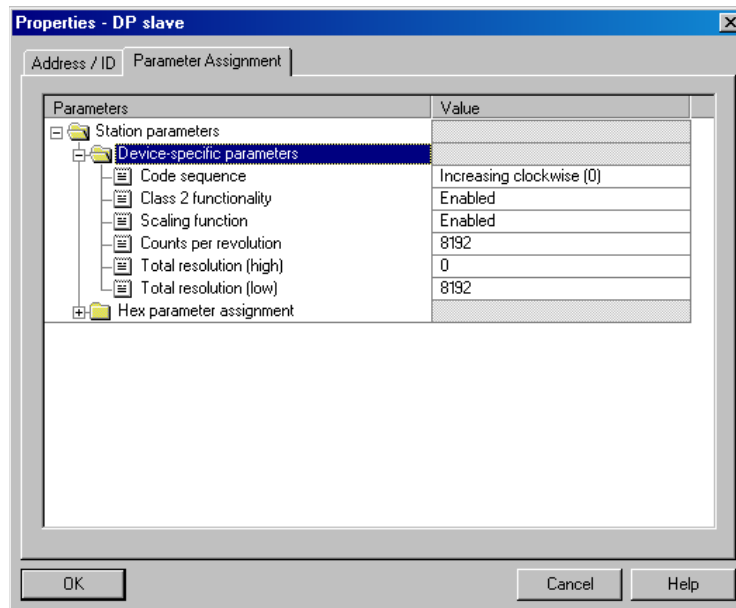 Properties - DP slave
Address / ID Parameter Assignment
Parameters Value
Station parameters
Device-specific parameters
Code sequence Increasing clockwise (0)
Class 2 functionality Enabled
Scaling function Enabled
Counts per revolution 8192
Total resolution (high) 0
Total resolution (low) 8192
Hex parameter assignment
OK Cancel Help